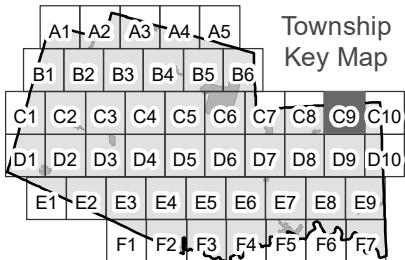 Township
Key Map
A1 A2 A3 A4 A5
B1 B2 B3 B4 B5 B6
C1 C2 C3 C4 C5 C6 C7 C8 C9 C10
D1 D2 D3 D4 D5 D6 D7 D8 D9 D10
E1 E2 E3 E4 E5 E6 E7 E8 E9
F1 F2 F3 F4 F5 F6 F7